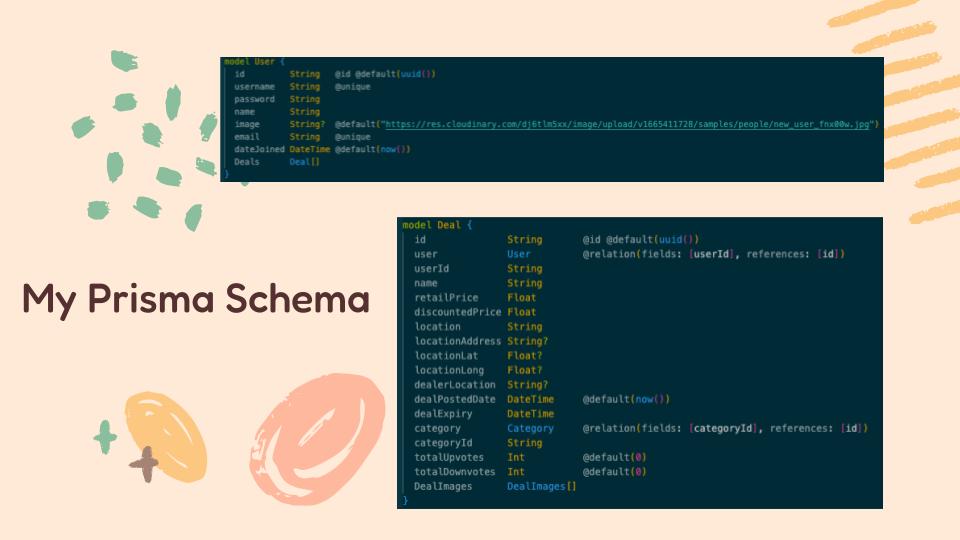 model User {
id String @id @default(uuid())
username String @unique
password String
name String
image String? @default("https://res.cloudinary.com/dj6tlm5xx/image/upload/v1665411728/samples/people/new_user_fnx00w.jpg")
email String @unique
dateJoined DateTime @default(now())
Deals Deal[]
}
My Prisma Schema
model Deal {
id String @id @default(uuid())
user User @relation(fields: [userId], references: [id])
userId String
name String
retailPrice Float
discountedPrice Float
location String
locationAddress String?
locationLat Float?
locationLong Float?
dealerLocation String?
dealPostedDate DateTime @default(now())
dealExpiry DateTime
category Category @relation(fields: [categoryId], references: [id])
categoryId String
totalUpvotes Int @default(0)
totalDownvotes Int @default(0)
DealImages DealImages[]
}